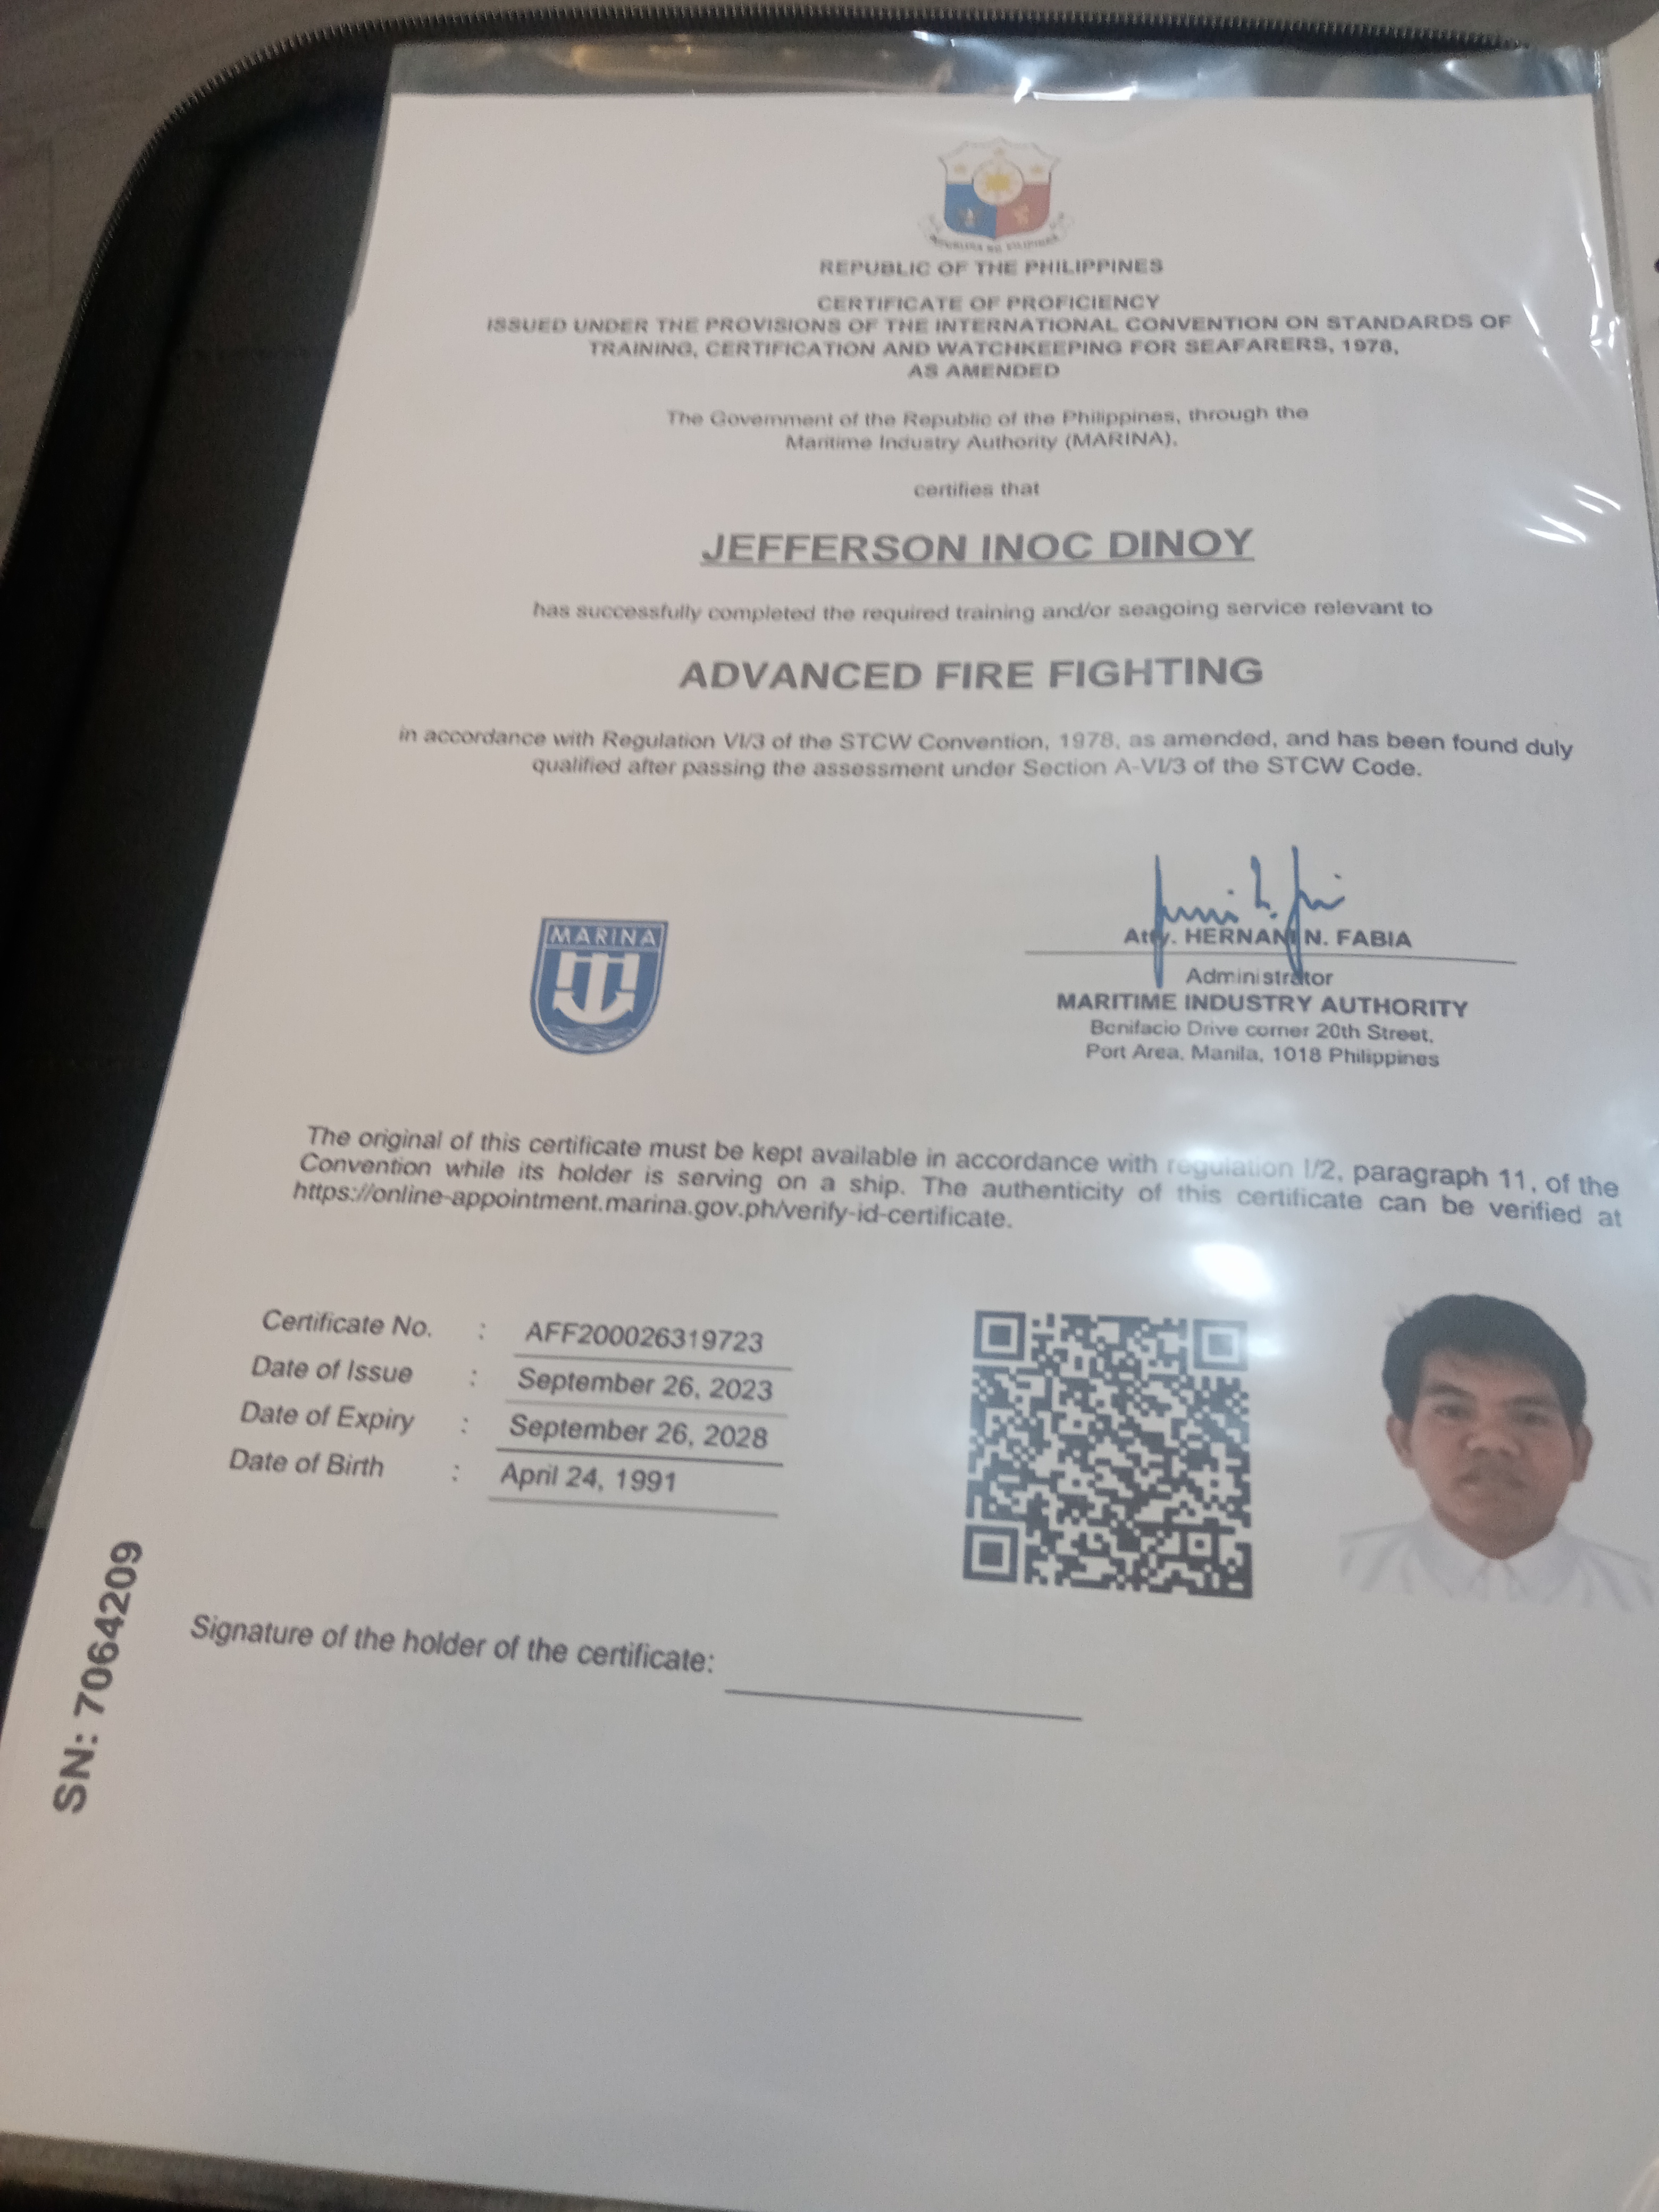 REPUBLIC OF THE PHILIPPINES
CERTIFICATE OF PROFICIENCY
ISSUED UNDER THE PROVISIONS OF THE INTERNATIONAL CONVENTION ON STANDARDS OF
TRAINING, CERTIFICATION AND WATCHKEEPING FOR SEAFARERS, 1978,
AS AMENDED
The Government of the Republic of the Philippines, through the
Maritime Industry Authority (MARINA).
certifies that
JEFFERSON INOC DINOY
has successfully completed the required training and/or seagoing service relevant to
ADVANCED FIRE FIGHTING
in accordance with Regulation VI/3 of the STCW Convention, 1978, as amended, and has been found duly
qualified after passing the assessment under Section A-VI/3 of the STCW Code.
MARINA
Atty. HERNANI N. FABIA
Administrator
MARITIME INDUSTRY AUTHORITY
Bonifacio Drive corner 20th Street,
Port Area, Manila, 1018 Philippines
The original of this certificate must be kept available in accordance with regulation I/2, paragraph 11, of the
Convention while its holder is serving on a ship. The authenticity of this certificate can be verified at
https://online-appointment.marina.gov.ph/verify-id-certificate.
Certificate No. : AFF200026319723
Date of Issue : September 26, 2023
Date of Expiry : September 26, 2028
Date of Birth : April 24, 1991
Signature of the holder of the certificate:
SN: 7064209